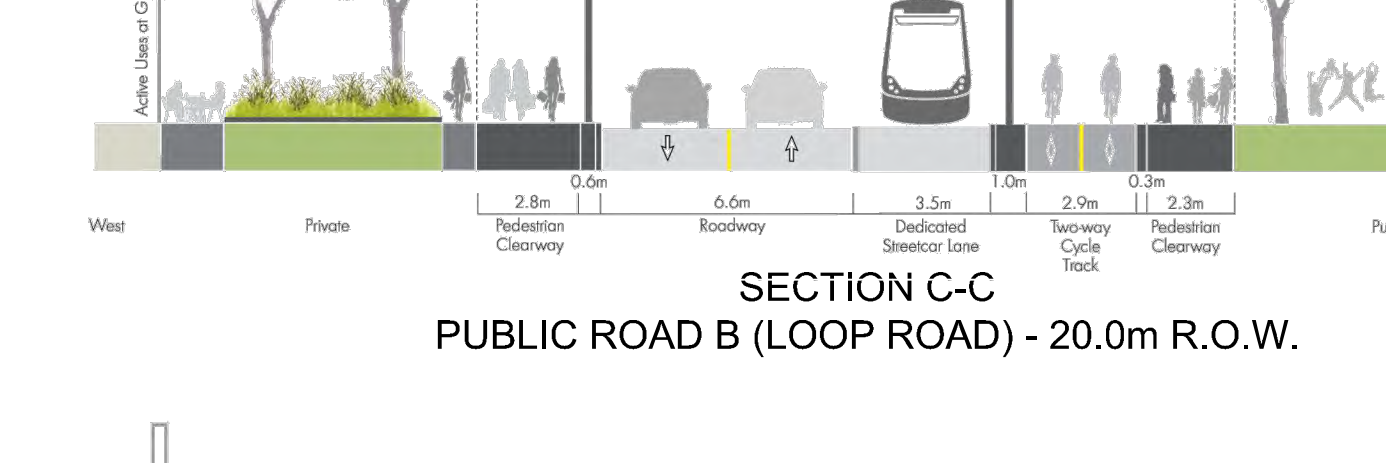 Active Uses at G
0.6m
1.0m
0.3m
2.8m
6.6m
3.5m
2.9m
2.3m
West
Private
Pedestrian
Clearway
Roadway
Dedicated
Streetcar Lane
Two-way
Cycle
Track
Pedestrian
Clearway
Pu
SECTION C-C
PUBLIC ROAD B (LOOP ROAD) - 20.0m R.O.W.